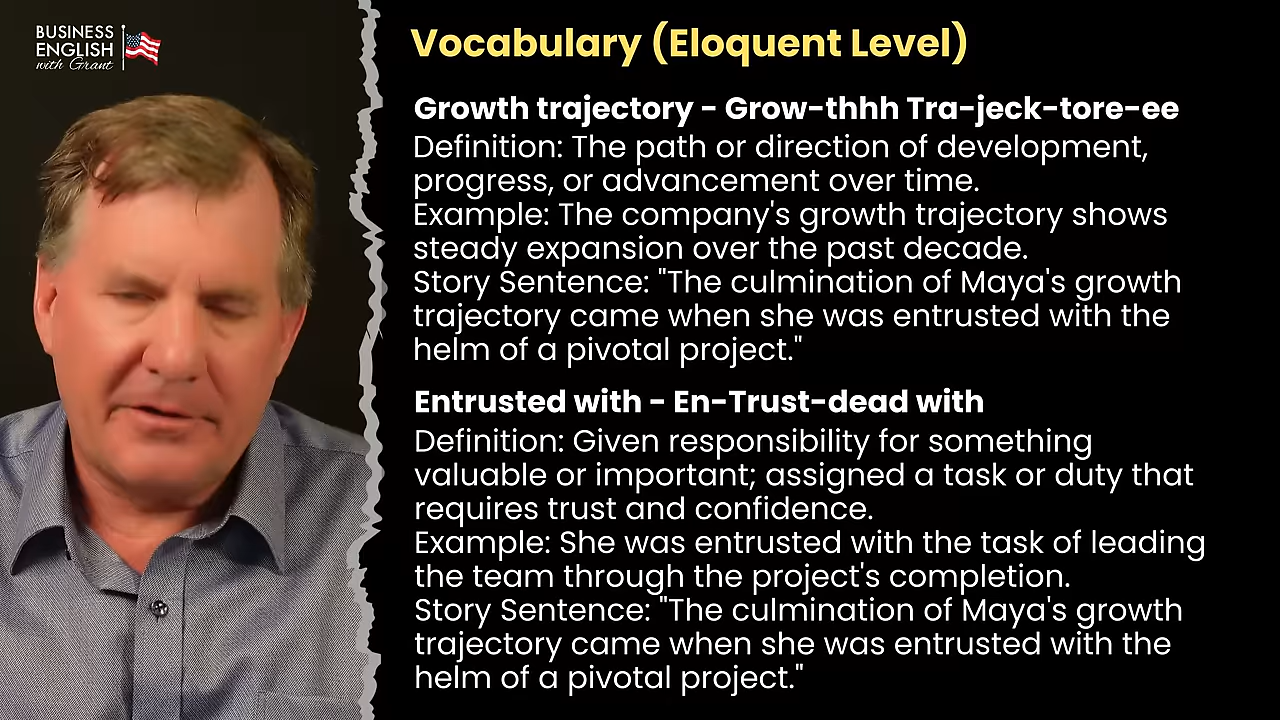 BUSINESS
ENGLISH
with Grant
Vocabulary (Eloquent Level)
Growth trajectory - Grow-thhh Tra-jeck-tore-ee
Definition: The path or direction of development,
progress, or advancement over time.
Example: The company's growth trajectory shows
steady expansion over the past decade.
Story Sentence: "The culmination of Maya's growth
trajectory came when she was entrusted with the
helm of a pivotal project."
Entrusted with - En-Trust-dead with
Definition: Given responsibility for something
valuable or important; assigned a task or duty that
requires trust and confidence.
Example: She was entrusted with the task of leading
the team through the project's completion.
Story Sentence: "The culmination of Maya's growth
trajectory came when she was entrusted with the
helm of a pivotal project."